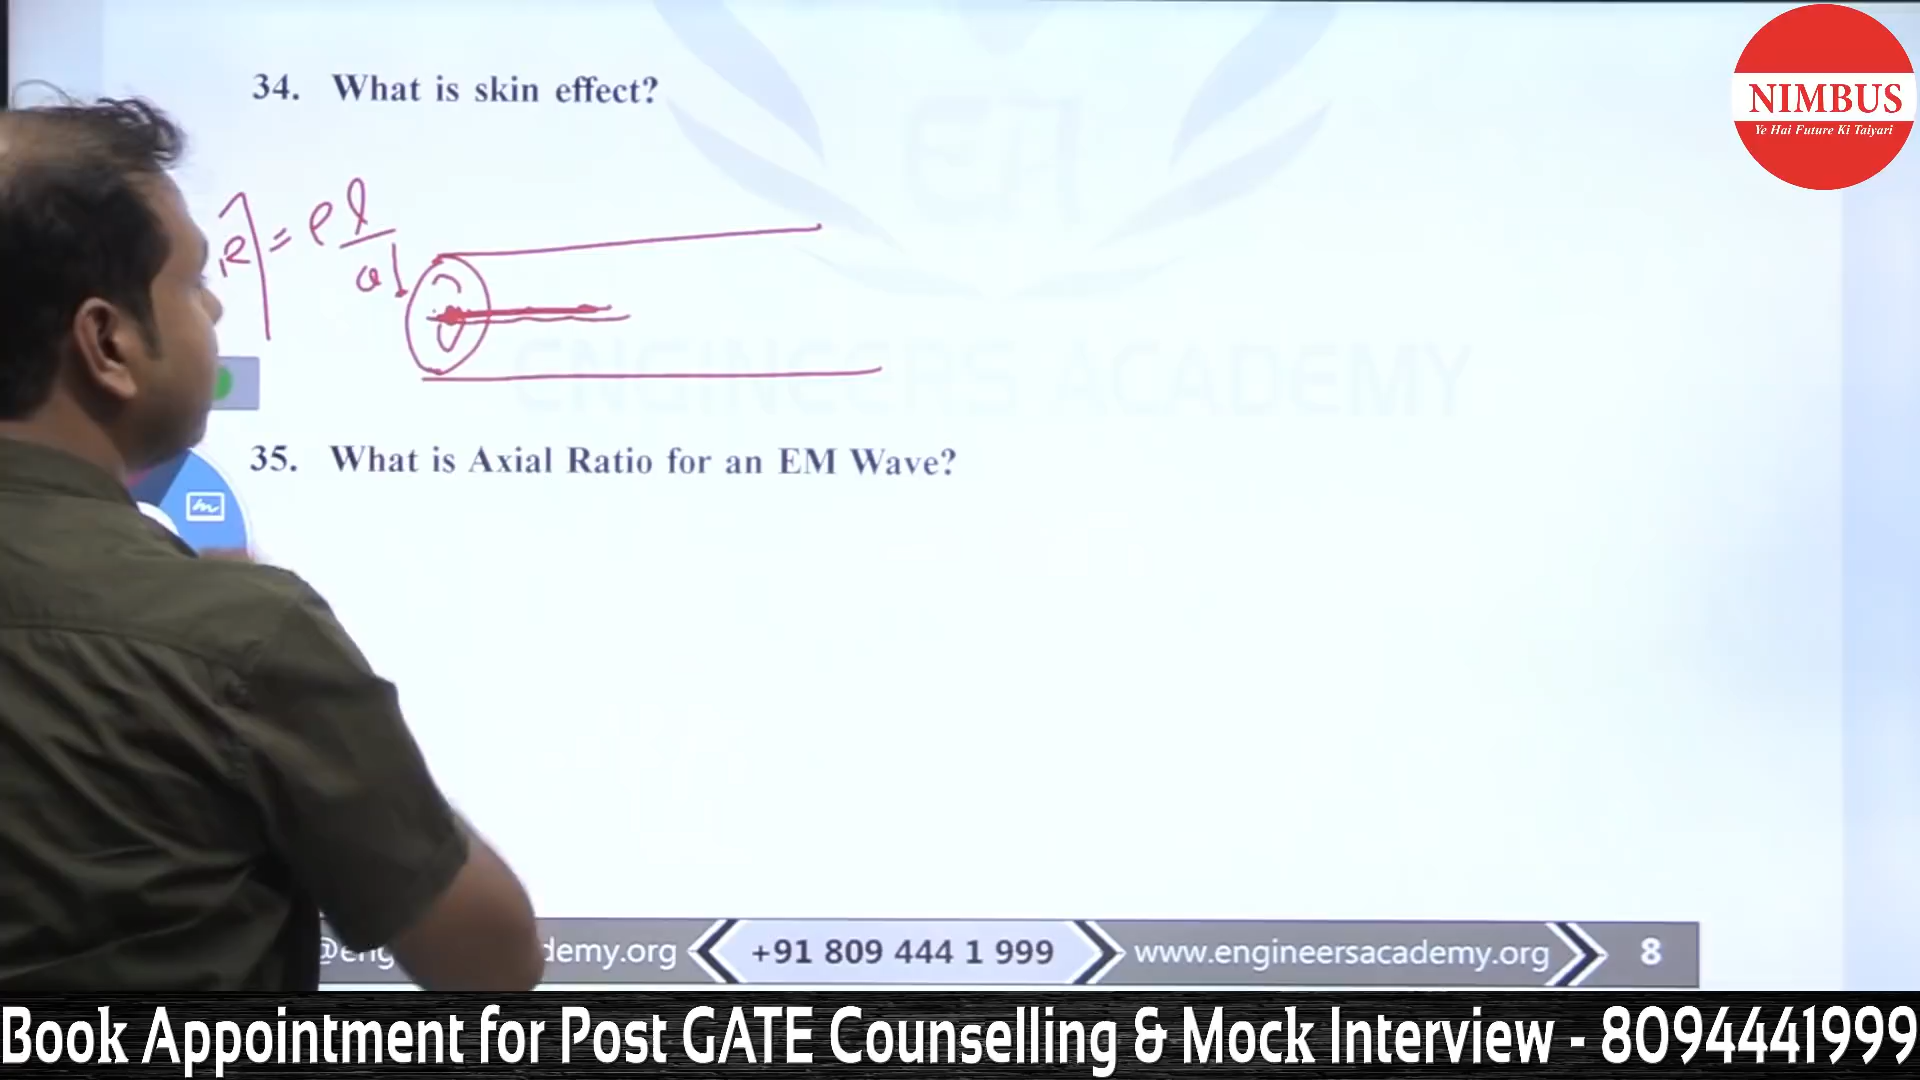 NIMBUS
Ye Hai Future Ki Taiyari
34. What is skin effect?
R = ρ l / a
EA
ENGINEERS ACADEMY
35. What is Axial Ratio for an EM Wave?
demy.org
+91 809 444 1 999
www.engineersacademy.org
8
Book Appointment for Post GATE Counselling & Mock Interview - 8094441999